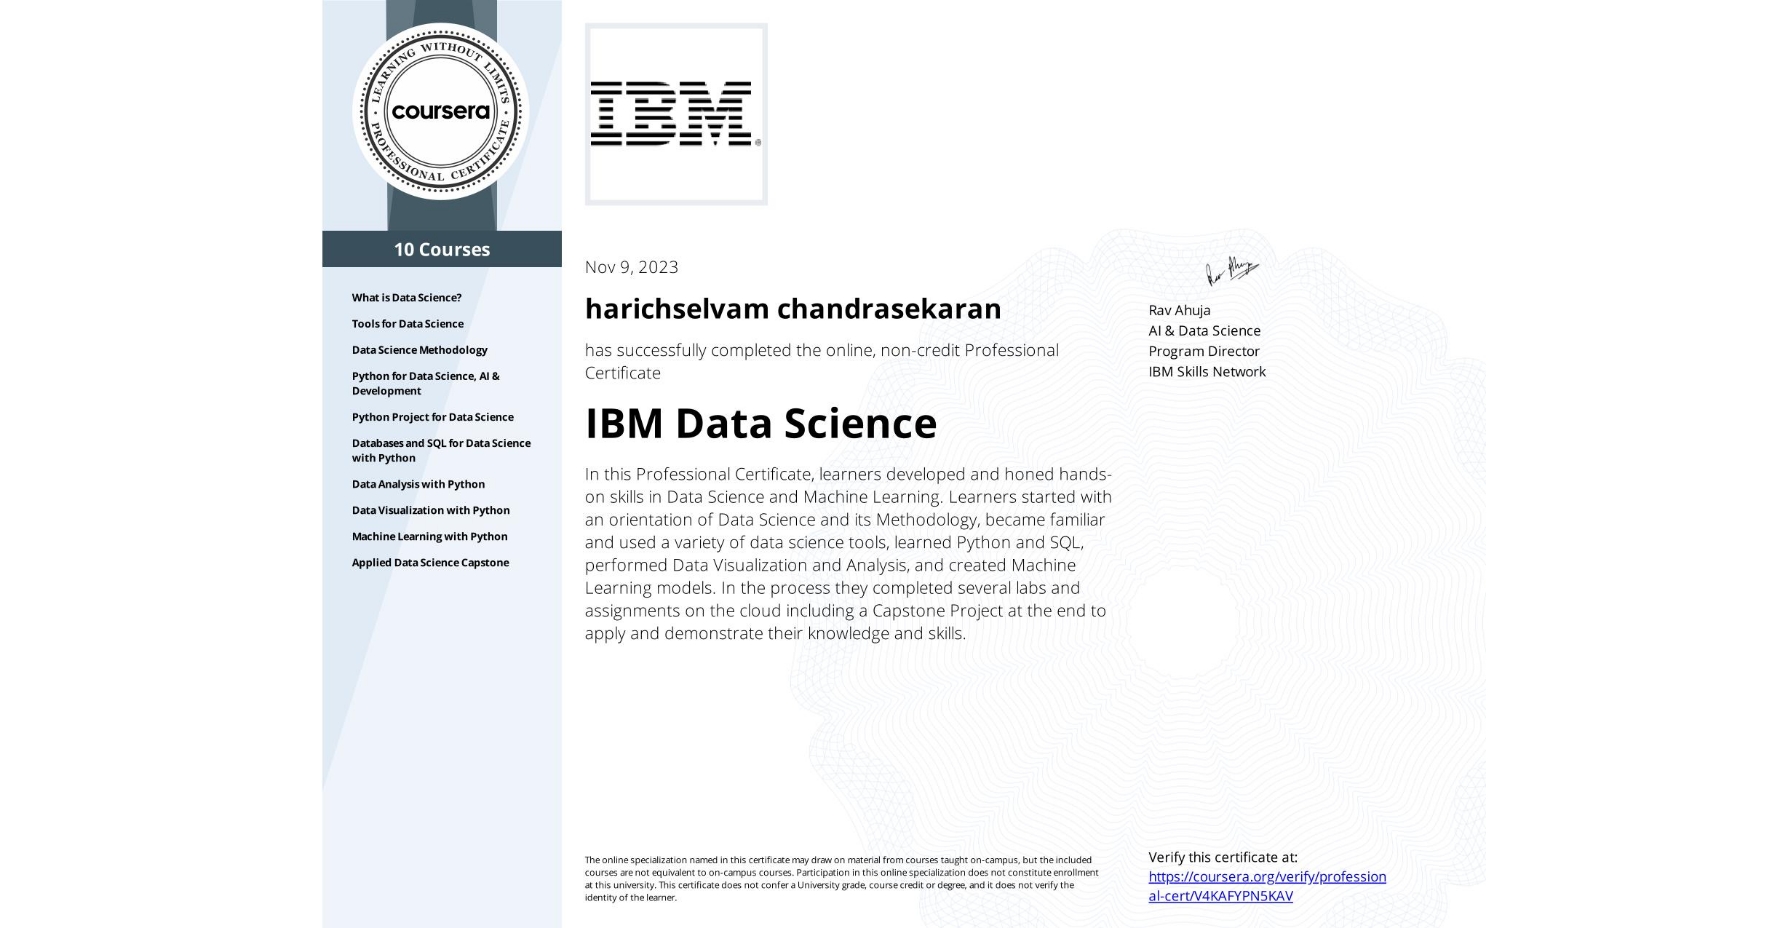 LEARNING WITHOUT LIMITS
coursera
PROFESSIONAL CERTIFICATE
10 Courses
What is Data Science?
Tools for Data Science
Data Science Methodology
Python for Data Science, AI &
Development
Python Project for Data Science
Databases and SQL for Data Science
with Python
Data Analysis with Python
Data Visualization with Python
Machine Learning with Python
Applied Data Science Capstone
IBM®
Nov 9, 2023
harichselvam chandrasekaran
has successfully completed the online, non-credit Professional
Certificate
IBM Data Science
In this Professional Certificate, learners developed and honed hands-
on skills in Data Science and Machine Learning. Learners started with
an orientation of Data Science and its Methodology, became familiar
and used a variety of data science tools, learned Python and SQL,
performed Data Visualization and Analysis, and created Machine
Learning models. In the process they completed several labs and
assignments on the cloud including a Capstone Project at the end to
apply and demonstrate their knowledge and skills.
Rav Ahuja
Rav Ahuja
AI & Data Science
Program Director
IBM Skills Network
The online specialization named in this certificate may draw on material from courses taught on-campus, but the included
courses are not equivalent to on-campus courses. Participation in this online specialization does not constitute enrollment
at this university. This certificate does not confer a University grade, course credit or degree, and it does not verify the
identity of the learner.
Verify this certificate at:
https://coursera.org/verify/profession
al-cert/V4KAFYPN5KAV